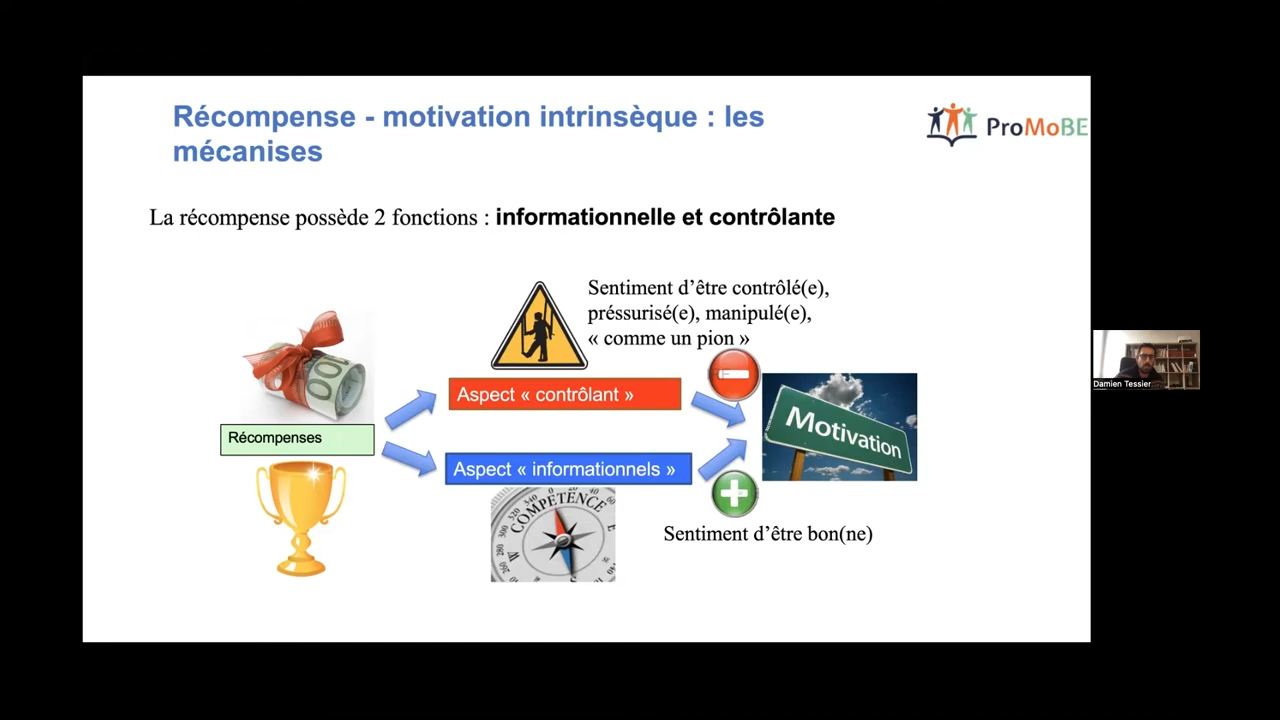 Récompense - motivation intrinsèque : les
mécanises
ProMoBE
La récompense possède 2 fonctions : informationnelle et contrôlante
Sentiment d’être contrôlé(e),
préssurisé(e), manipulé(e),
« comme un pion »
Aspect « contrôlant »
Motivation
Récompenses
Aspect « informationnels »
COMPETENCE
Sentiment d’être bon(ne)
Damien Tessier